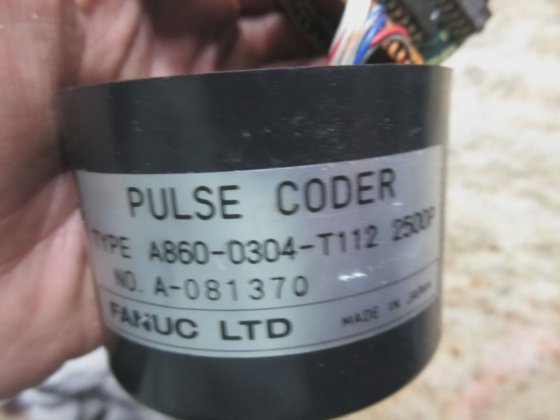 PULSE CODER
TYPE A860-0304-T112 2500P
NO. A-081370
FANUC LTD MADE IN JAPAN